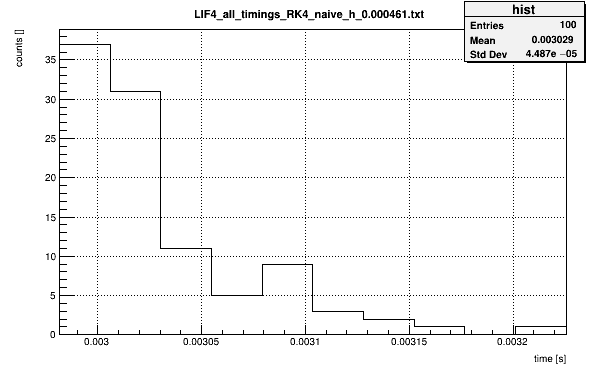 LIF4_all_timings_RK4_naive_h_0.000461.txt
hist
Entries 100
Mean 0.003029
Std Dev 4.487e −05
counts []
35
30
25
20
15
10
5
0
0.003 0.00305 0.0031 0.00315 0.0032
time [s]